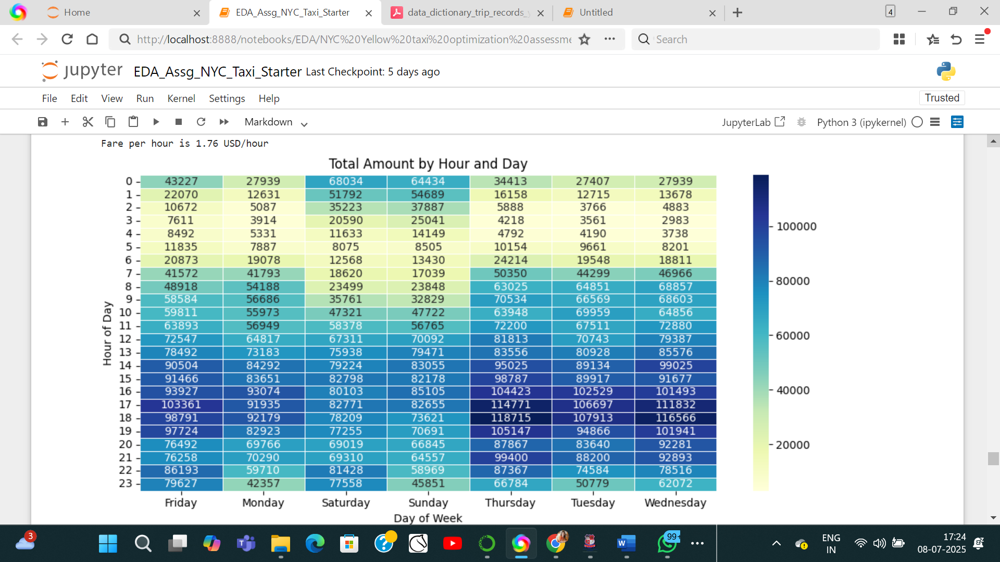 Home
EDA_Assg_NYC_Taxi_Starter
data_dictionary_trip_records_
Untitled
4
http://localhost:8888/notebooks/EDA/NYC%20Yellow%20taxi%20optimization%20assessme
Search
jupyter EDA_Assg_NYC_Taxi_Starter Last Checkpoint: 5 days ago
File Edit View Run Kernel Settings Help
Trusted
Markdown
JupyterLab
Python 3 (ipykernel)
Fare per hour is 1.76 USD/hour
Total Amount by Hour and Day
0 43227 27939 68034 64434 34413 27407 27939
1 22070 12631 51792 54689 16158 12715 13678
2 10672 5087 35223 37887 5888 3766 4883
3 7611 3914 20590 25041 4218 3561 2983
4 8492 5331 11633 14149 4792 4190 3738
5 11835 7887 8075 8505 10154 9661 8201
6 20873 19078 12568 13430 24214 19548 18811
7 41572 41793 18620 17039 50350 44299 46966
8 48918 54188 23499 23848 63025 64851 68857
9 58584 56686 35761 32829 70534 66569 68603
10 59811 55973 47321 47722 63948 69959 64856
11 63893 56949 58378 56765 72200 67511 72880
12 72547 64817 67311 70092 81813 70743 79387
13 78492 73183 75938 79471 83556 80928 85576
14 90504 84292 79224 83055 95025 89134 99025
15 91466 83651 82798 82178 98787 89917 91677
16 93927 93074 80103 85105 104423 102529 101493
17 103361 91935 82771 82655 114771 106697 111832
18 98791 92179 78209 73621 118715 107913 116566
19 97724 82923 77255 70691 105147 94866 101941
20 76492 69766 69019 66845 87867 83640 92281
21 76258 70290 69310 64557 99400 88200 92893
22 86193 59710 81428 58969 87367 74584 78516
23 79627 42357 77558 45851 66784 50779 62072
Hour of Day
Friday Monday Saturday Sunday Thursday Tuesday Wednesday
Day of Week
100000
80000
60000
40000
20000
3
99+
ENG
IN
17:24
08-07-2025